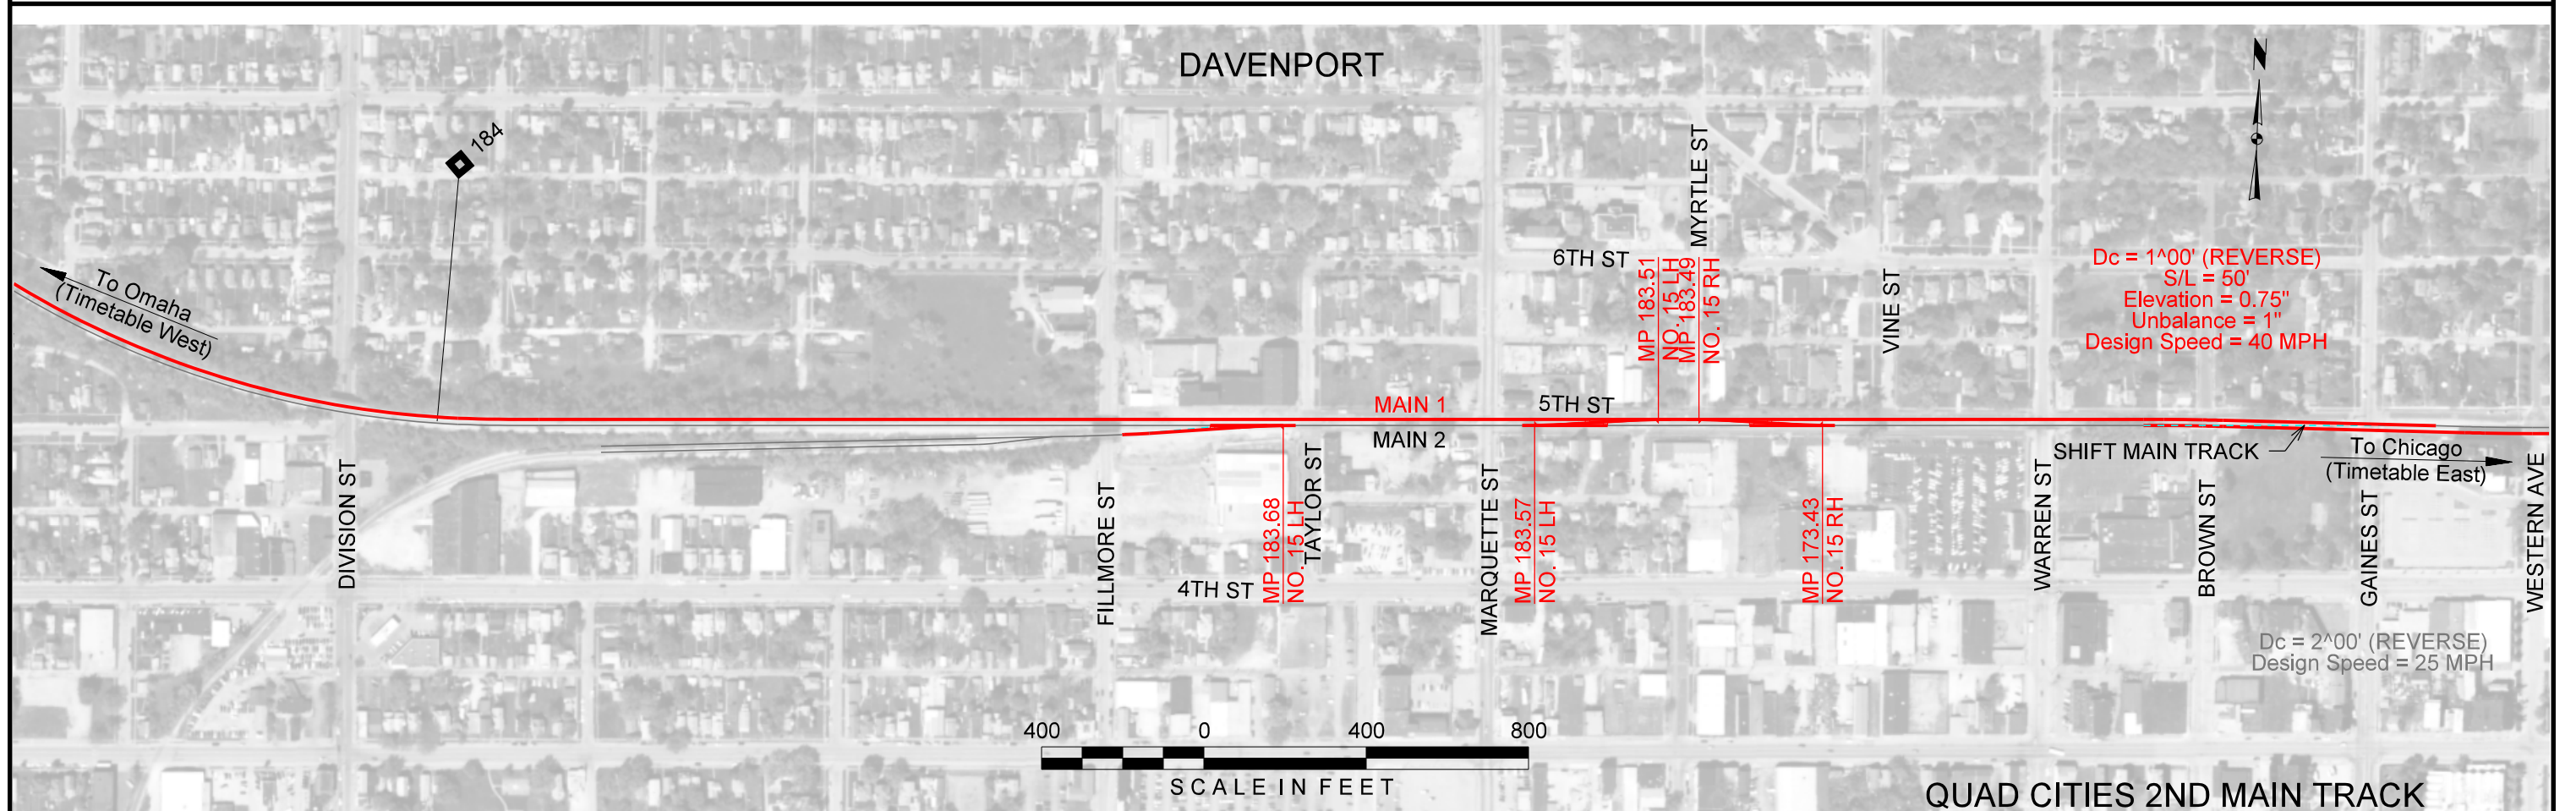 DAVENPORT
N
184
MYRTLE ST
6TH ST
MP 183.51
NO. 15 LH
MP 183.49
NO. 15 RH
VINE ST
Dc = 1^00' (REVERSE)
S/L = 50'
Elevation = 0.75"
Unbalance = 1"
Design Speed = 40 MPH
To Omaha
(Timetable West)
MAIN 1
5TH ST
MAIN 2
SHIFT MAIN TRACK
To Chicago
(Timetable East)
DIVISION ST
FILLMORE ST
4TH ST
MP 183.68
NO. 15 LH
TAYLOR ST
MARQUETTE ST
MP 183.57
NO. 15 LH
MP 173.43
NO. 15 RH
WARREN ST
BROWN ST
GAINES ST
WESTERN AVE
Dc = 2^00' (REVERSE)
Design Speed = 25 MPH
400 0 400 800
SCALE IN FEET
QUAD CITIES 2ND MAIN TRACK